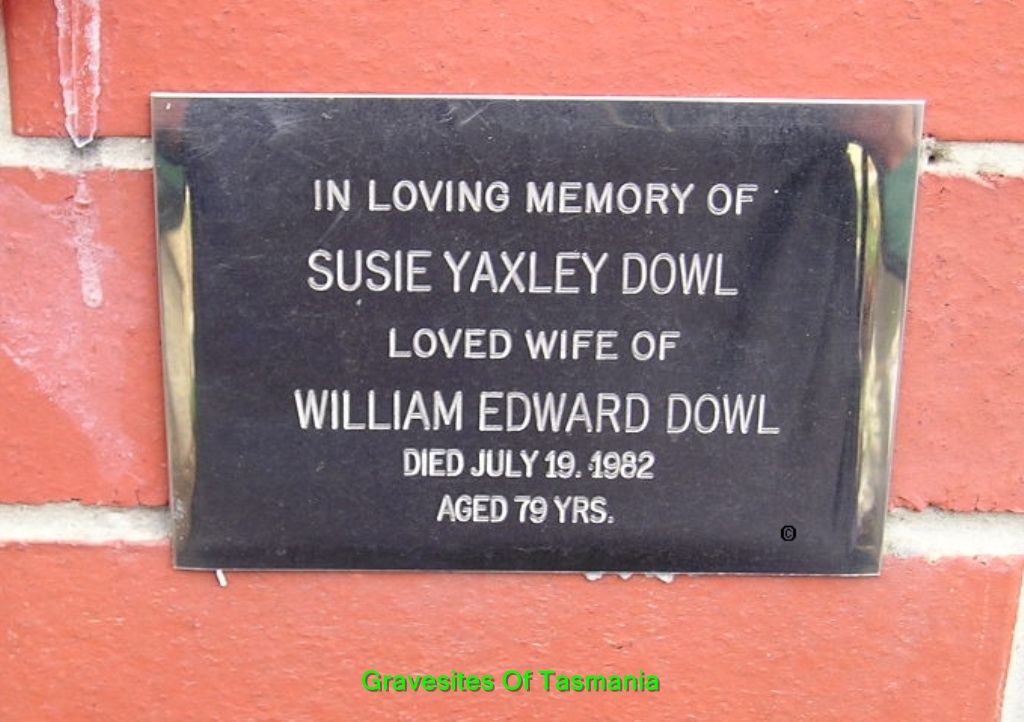 IN LOVING MEMORY OF
SUSIE YAXLEY DOWL
LOVED WIFE OF
WILLIAM EDWARD DOWL
DIED JULY 19. 1982
AGED 79 YRS.
©
Gravesites Of Tasmania